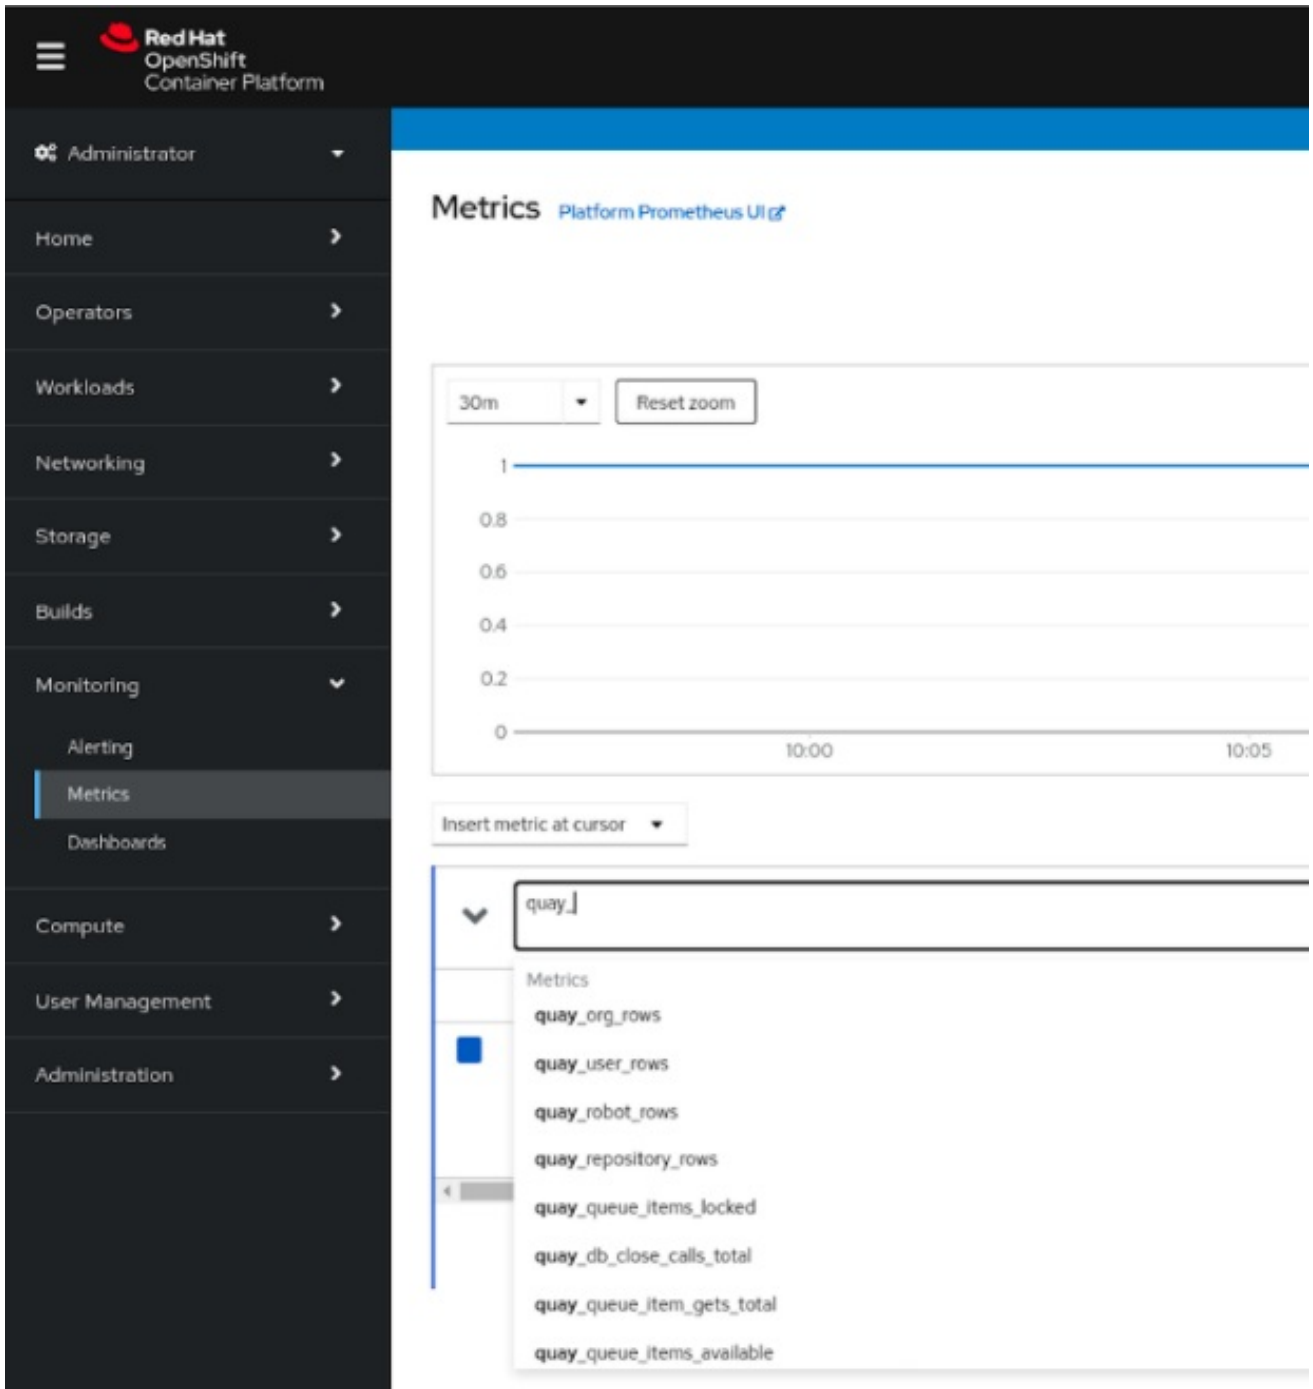 Red Hat
OpenShift
Container Platform
Administrator
Home
Operators
Workloads
Networking
Storage
Builds
Monitoring
Alerting
Metrics
Dashboards
Compute
User Management
Administration
Metrics Platform Prometheus UI
30m Reset zoom
1
0.8
0.6
0.4
0.2
0
10:00 10:05
Insert metric at cursor
quay_
Metrics
quay_org_rows
quay_user_rows
quay_robot_rows
quay_repository_rows
quay_queue_items_locked
quay_db_close_calls_total
quay_queue_item_gets_total
quay_queue_items_available